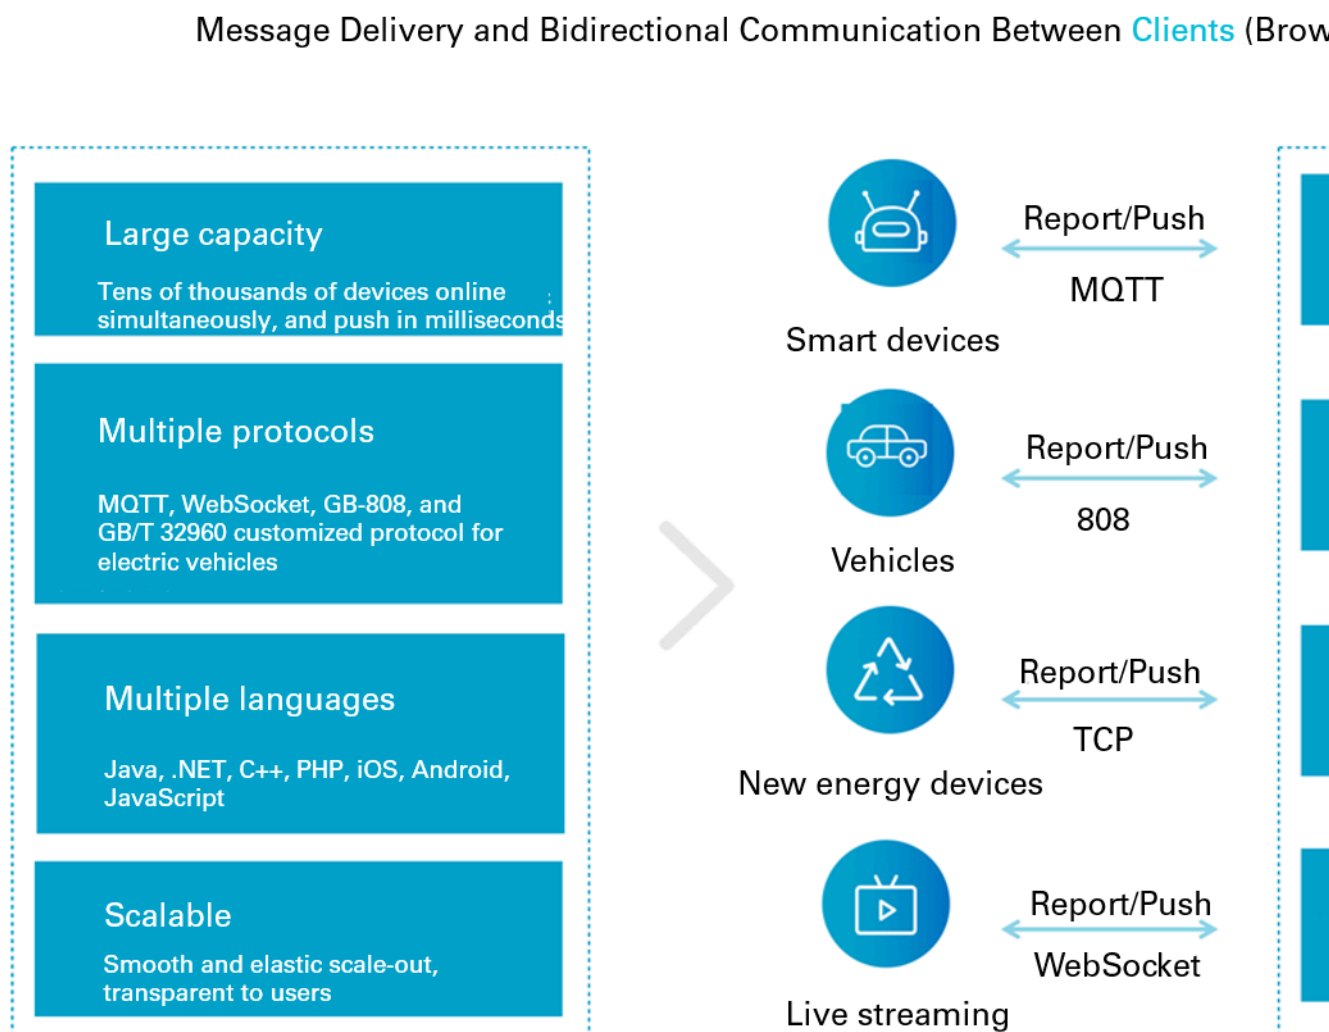 Message Delivery and Bidirectional Communication Between Clients (Brow
Large capacity
Tens of thousands of devices online
simultaneously, and push in milliseconds
Multiple protocols
MQTT, WebSocket, GB-808, and
GB/T 32960 customized protocol for
electric vehicles
Multiple languages
Java, .NET, C++, PHP, iOS, Android,
JavaScript
Scalable
Smooth and elastic scale-out,
transparent to users
Report/Push
MQTT
Smart devices
Report/Push
808
Vehicles
Report/Push
TCP
New energy devices
Report/Push
WebSocket
Live streaming